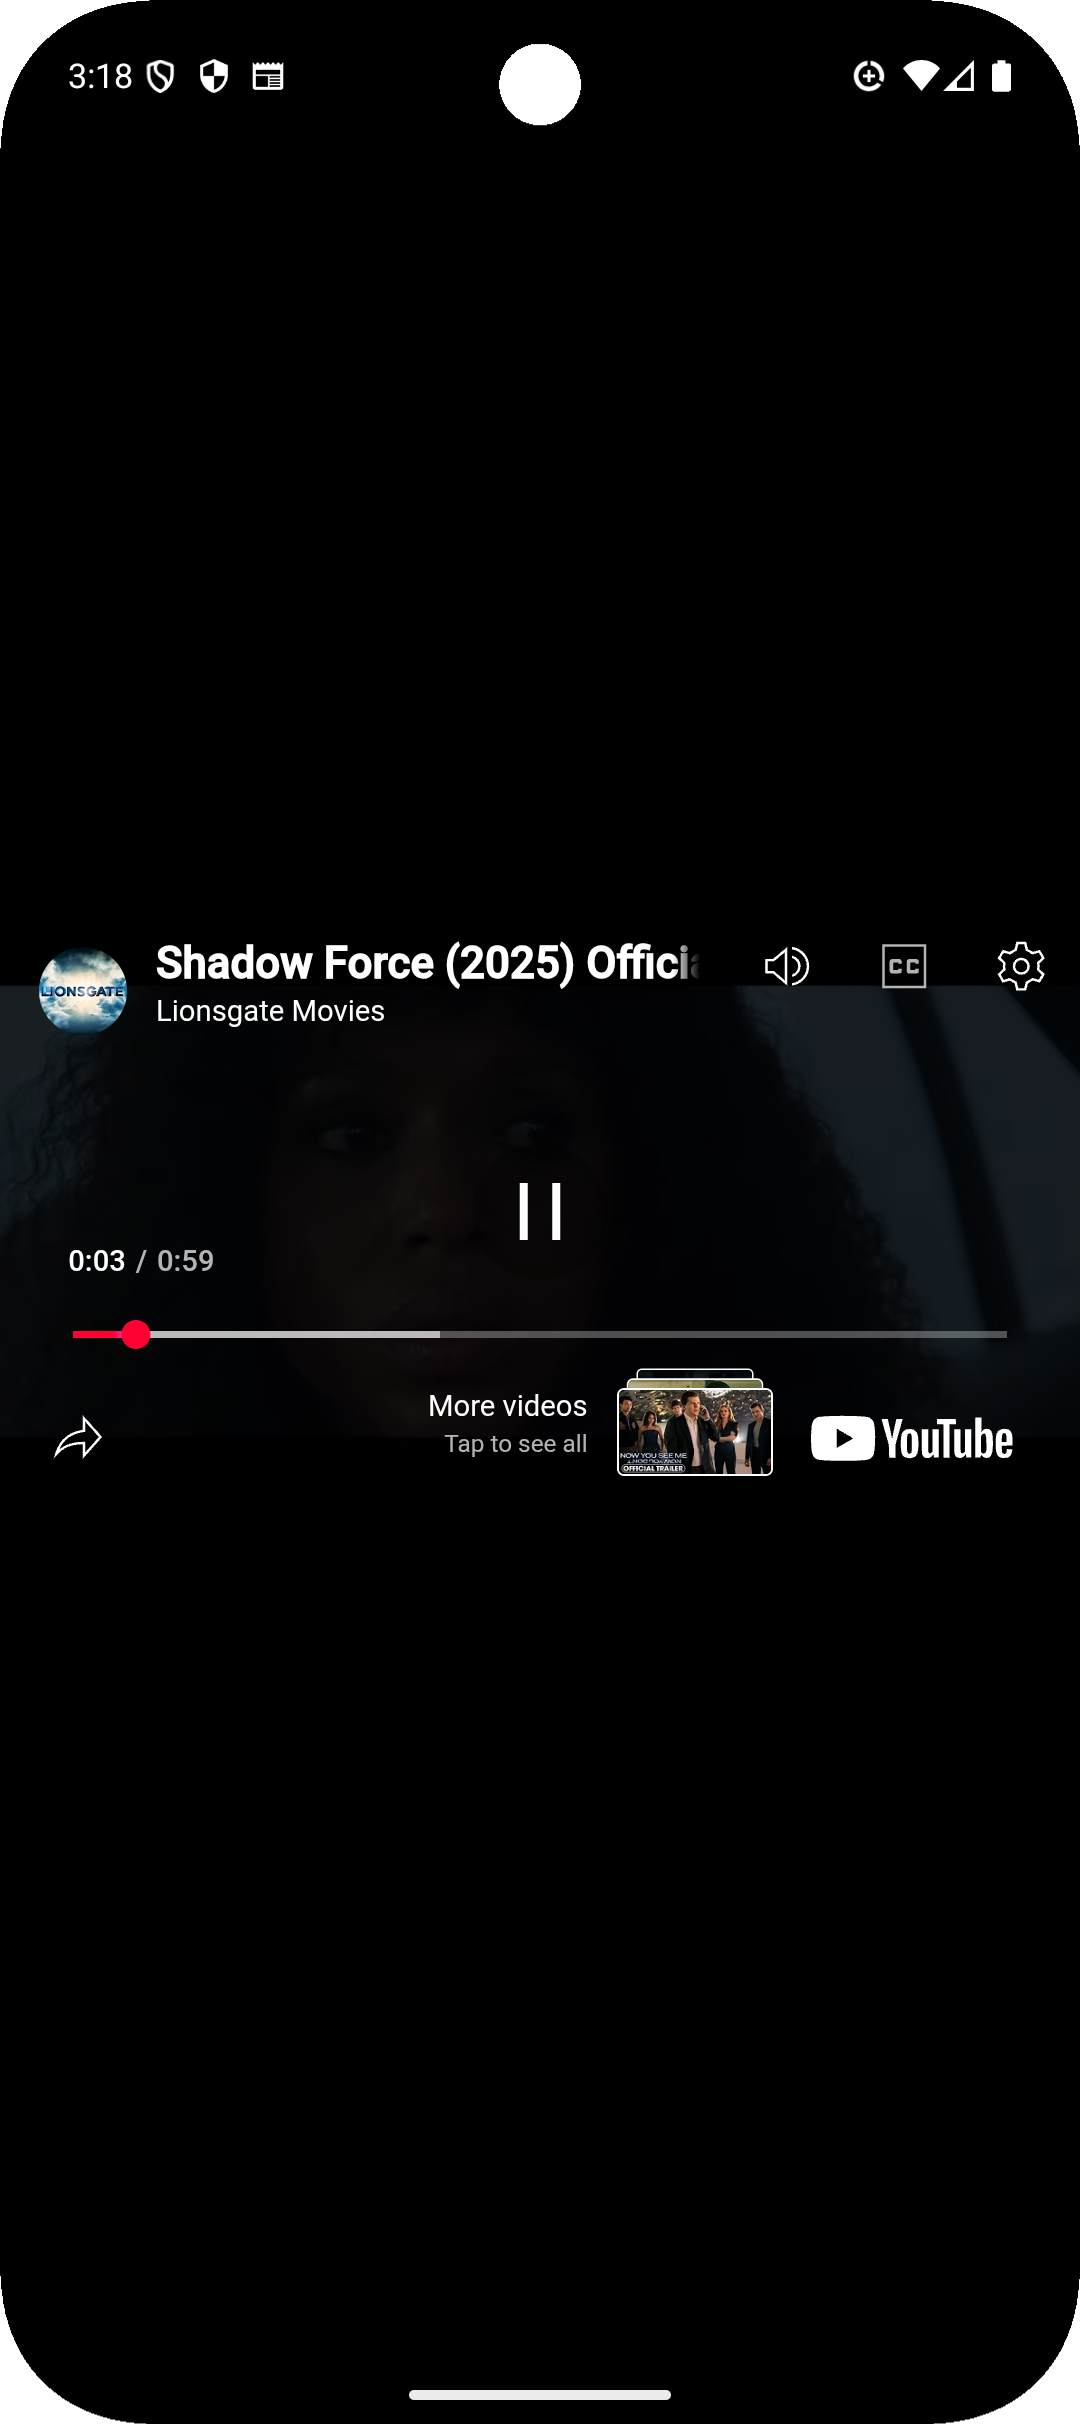 3:18
Shadow Force (2025) Officia
LIONSGATE
Lionsgate Movies
CC
0:03 / 0:59
More videos
Tap to see all
NOW YOU SEE ME
OFFICIAL TRAILER
YouTube